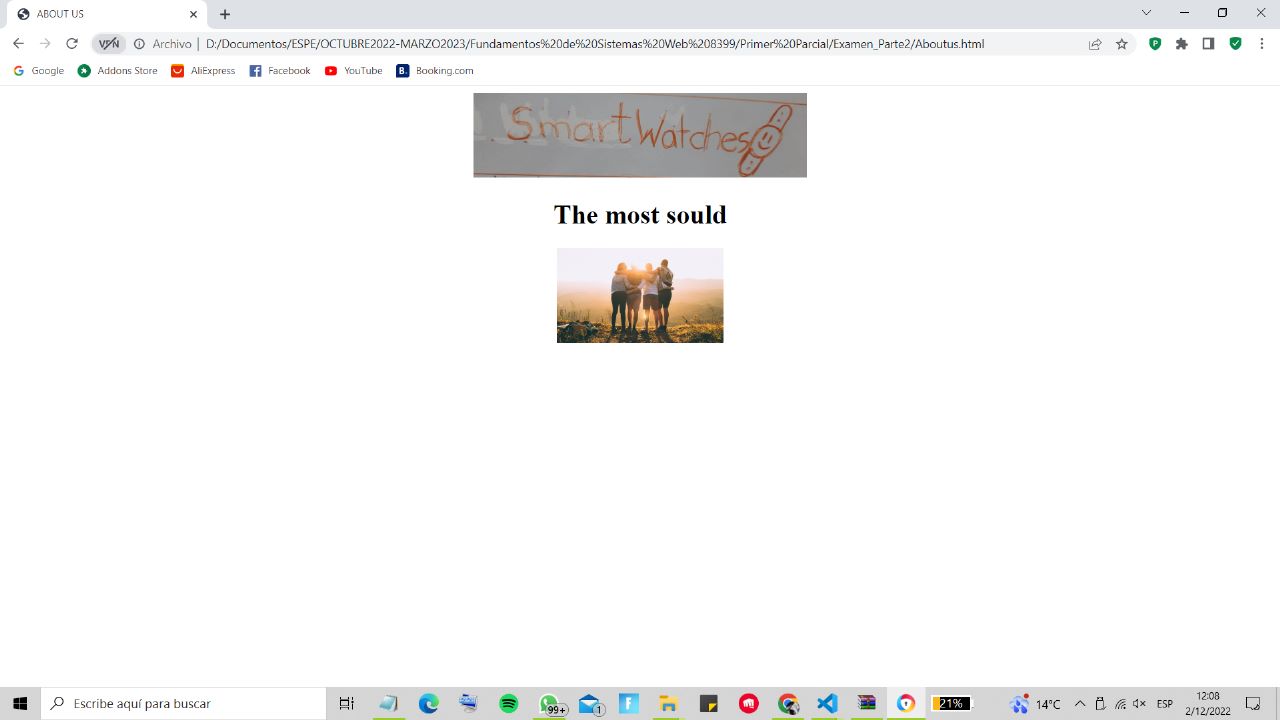 ABOUT US
VPN
Archivo
D:/Documentos/ESPE/OCTUBRE2022-MARZO2023/Fundamentos%20de%20Sistemas%20Web%208399/Primer%20Parcial/Examen_Parte2/Aboutus.html
Google
Addons Store
AliExpress
Facebook
YouTube
B. Booking.com
Smart Watches
The most sould
Escribe aquí para buscar
99+
1
21%
14°C
ESP
12:08
2/12/2022